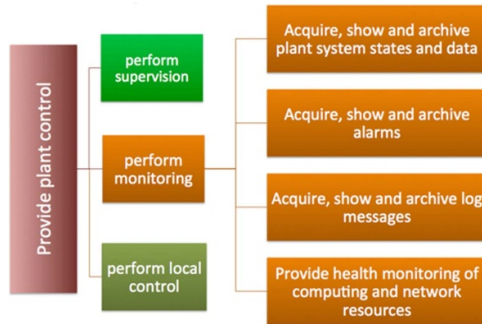 Provide plant control
perform
supervision
perform
monitoring
perform local
control
Acquire, show and archive
plant system states and data
Acquire, show and archive
alarms
Acquire, show and archive log
messages
Provide health monitoring of
computing and network
resources